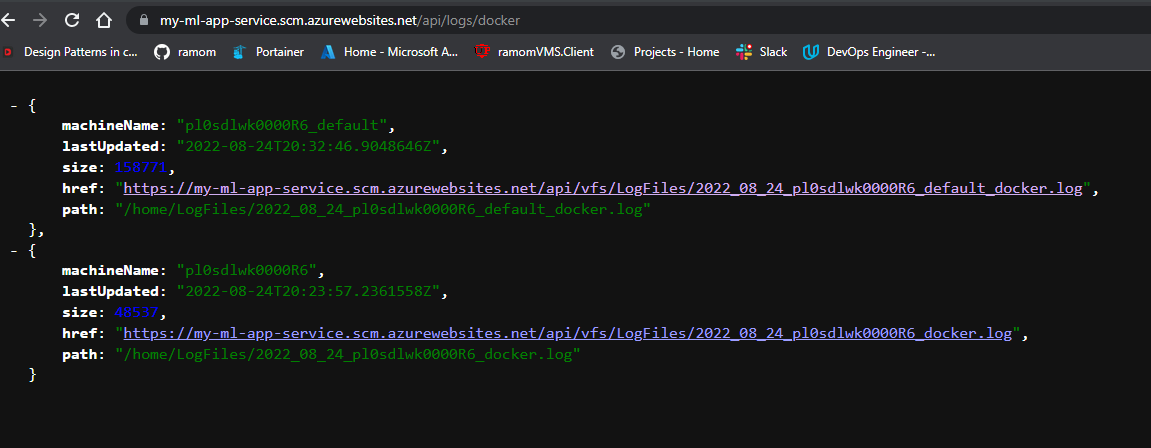 my-ml-app-service.scm.azurewebsites.net/api/logs/docker
Design Patterns in c... ramom Portainer Home - Microsoft A... ramomVMS.Client Projects - Home Slack DevOps Engineer -...
- {
machineName: "pl0sdlwk0000R6_default",
lastUpdated: "2022-08-24T20:32:46.9048646Z",
size: 158771,
href: "https://my-ml-app-service.scm.azurewebsites.net/api/vfs/LogFiles/2022_08_24_pl0sdlwk0000R6_default_docker.log",
path: "/home/LogFiles/2022_08_24_pl0sdlwk0000R6_default_docker.log"
},
- {
machineName: "pl0sdlwk0000R6",
lastUpdated: "2022-08-24T20:23:57.2361558Z",
size: 48537,
href: "https://my-ml-app-service.scm.azurewebsites.net/api/vfs/LogFiles/2022_08_24_pl0sdlwk0000R6_docker.log",
path: "/home/LogFiles/2022_08_24_pl0sdlwk0000R6_docker.log"
}